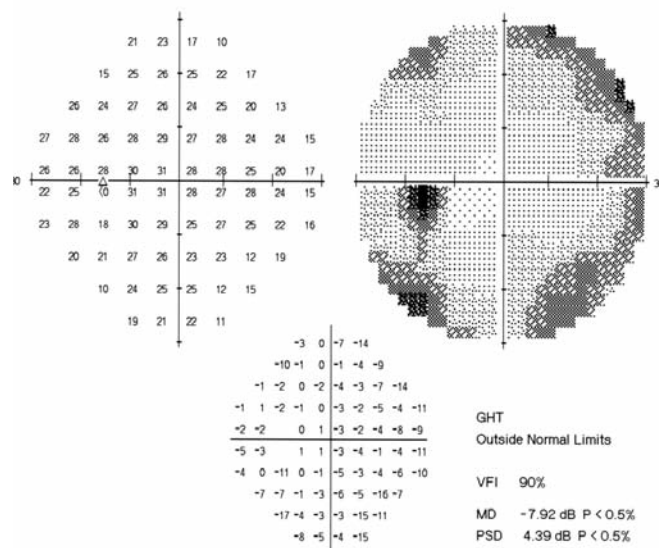 21 23 17 10
15 25 26 25 22 17
26 24 27 26 24 25 20 13
27 28 26 28 29 27 28 24 24 15
26 26 28 30 31 28 28 25 20 17
30
22 25 <0 31 31 28 27 28 24 15
23 28 18 30 29 25 27 25 22 16
20 21 27 26 23 23 12 19
10 24 25 25 12 15
19 21 22 11
-3 0 -7 -14
-10 -1 0 -1 -4 -9
-1 -2 0 -2 -4 -3 -7 -14
-1 1 -2 -1 0 -3 -2 -5 -4 -11
-2 -2 0 1 -3 -2 -4 -8 -9
-5 -3 1 1 -3 -4 -1 -4 -11
-4 0 -11 0 -1 -5 -3 -4 -6 -10
-7 -7 -1 -3 -6 -5 -16 -7
-17 -4 -3 -3 -15 -11
-8 -5 -4 -15
GHT
Outside Normal Limits
VFI 90%
MD -7.92 dB P < 0.5%
PSD 4.39 dB P < 0.5%